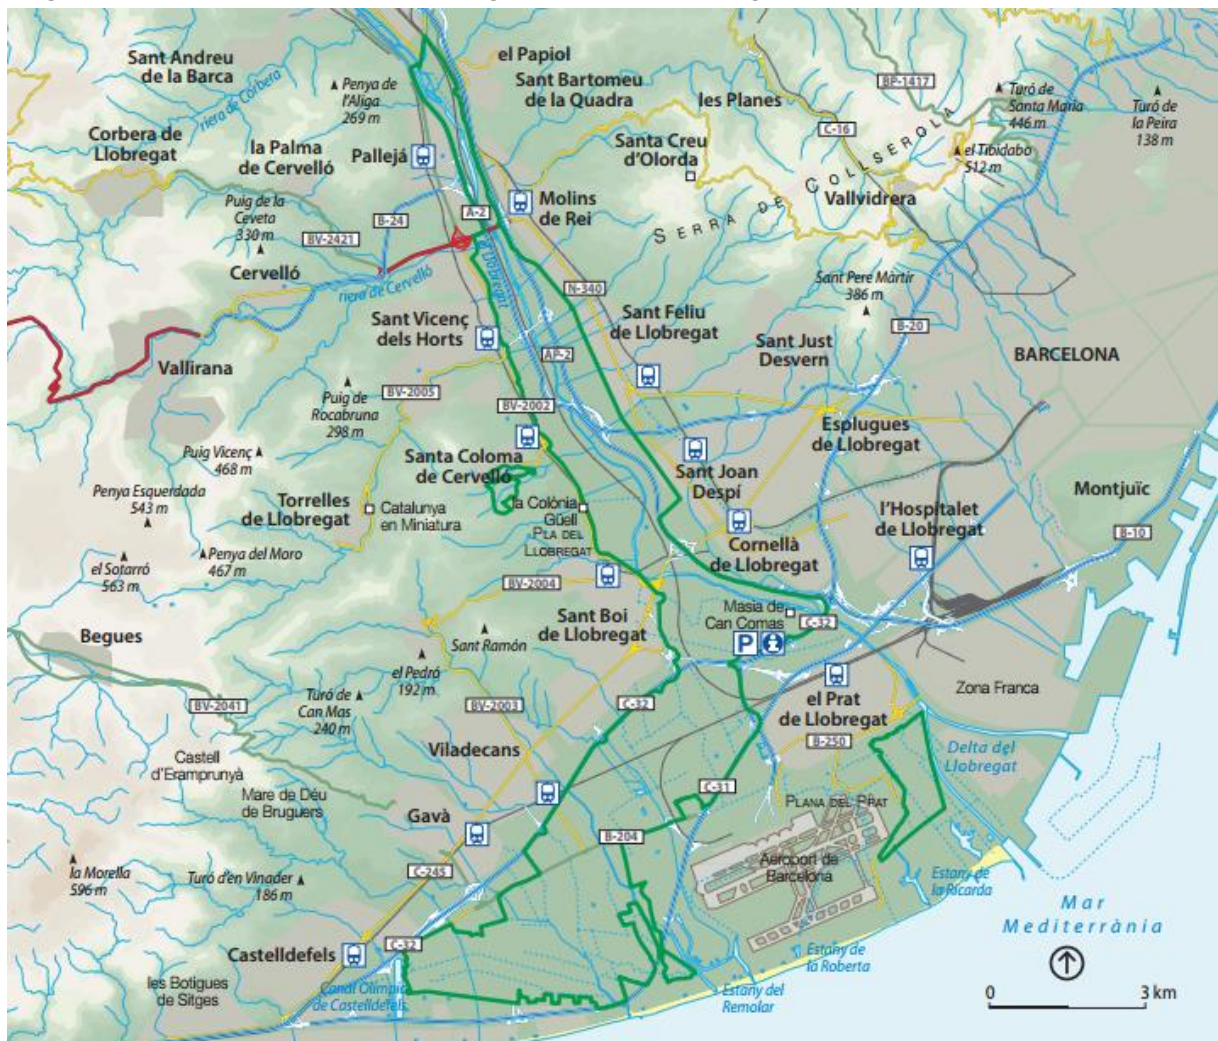 Sant Andreu
de la Barca
el Papiol
Sant Bartomeu
de la Quadra
les Planes
BP-1417
Turó de
Santa Maria
446 m
Turó de
la Peira
138 m
Penya de
l'Aliga
269 m
riera de Corbera
Corbera de
Llobregat
la Palma
de Cervelló
Pallejà
Santa Creu
d'Olorda
C-16
el Tibidabo
512 m
SERRA DE COLLSEROLA
Vallvidrera
Molins
de Rei
A-2
Puig de la
Ceveta
330 m
B-24
BV-2421
Cervelló
riera de Cervelló
el Llobregat
N-340
Sant Pere Màrtir
386 m
Sant Vicenç
dels Horts
Sant Feliu
de Llobregat
Sant Just
Desvern
B-20
BARCELONA
AP-2
Vallirana
Puig de
Rocabruna
298 m
BV-2005
BV-2002
Esplugues
de Llobregat
Puig Vicenç
468 m
Santa Coloma
de Cervelló
Sant Joan
Despí
Penya Esquerdada
543 m
Torrelles
de Llobregat
Catalunya
en Miniatura
la Colònia
Güell
PLA DEL
LLOBREGAT
l'Hospitalet
de Llobregat
Montjuïc
B-10
Cornellà
de Llobregat
el Sotarró
563 m
Penya del Moro
467 m
BV-2004
Sant Boi
de Llobregat
Masia de
Can Comas
C-32
P
i
Begues
Sant Ramón
el Pedró
192 m
el Prat
de Llobregat
Zona Franca
BV-2041
Turó de
Can Mas
240 m
BV-2003
C-32
B-250
Viladecans
Delta del
Llobregat
Castell
d'Eramprunyà
Mare de Déu
de Bruguers
C-31
PLANA DEL PRAT
Gavà
B-204
Aeroport de
Barcelona
la Morella
596 m
Turó d'en Vinader
186 m
C-245
Estany de
la Ricarda
Mar
Mediterrània
Castelldefels
C-32
Estany de
la Roberta
les Botigues
de Sitges
Canal Olímpic
de Castelldefels
Estany del
Remolar
0 3 km